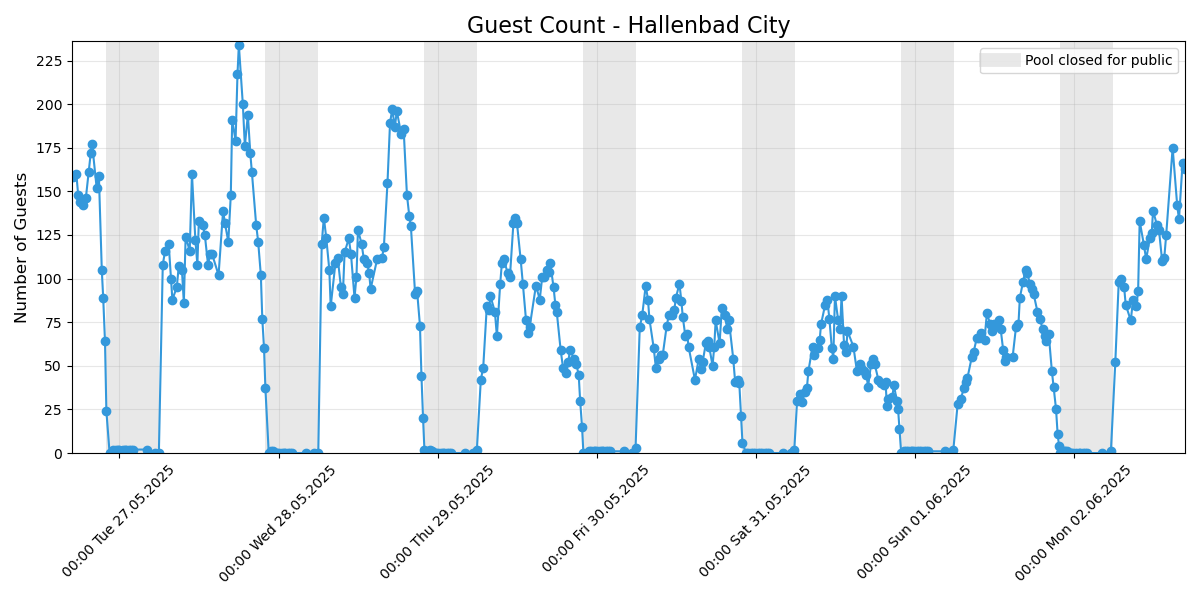 Guest Count - Hallenbad City
Pool closed for public
Number of Guests
225
200
175
150
125
100
75
50
25
0
00:00 Tue 27.05.2025
00:00 Wed 28.05.2025
00:00 Thu 29.05.2025
00:00 Fri 30.05.2025
00:00 Sat 31.05.2025
00:00 Sun 01.06.2025
00:00 Mon 02.06.2025